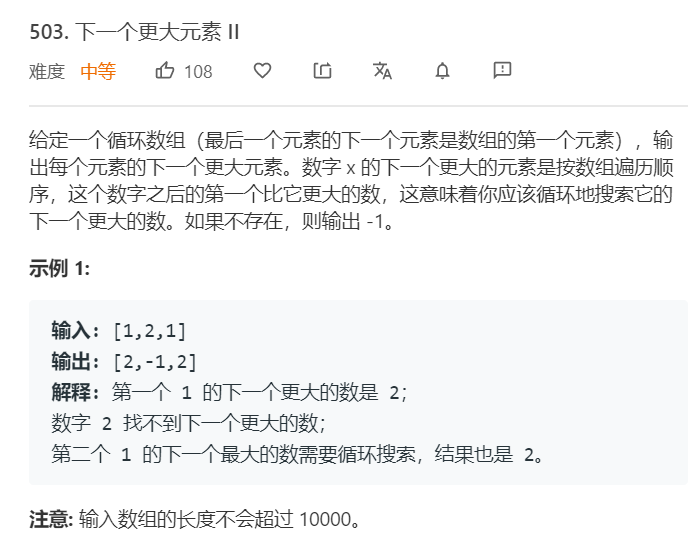 503. 下一个更大元素 II
难度 中等 108
给定一个循环数组（最后一个元素的下一个元素是数组的第一个元素），输
出每个元素的下一个更大元素。数字 x 的下一个更大的元素是按数组遍历顺
序，这个数字之后的第一个比它更大的数，这意味着你应该循环地搜索它的
下一个更大的数。如果不存在，则输出 -1。
示例 1:
输入: [1,2,1]
输出: [2,-1,2]
解释: 第一个 1 的下一个更大的数是 2；
数字 2 找不到下一个更大的数；
第二个 1 的下一个最大的数需要循环搜索，结果也是 2。
注意: 输入数组的长度不会超过 10000。